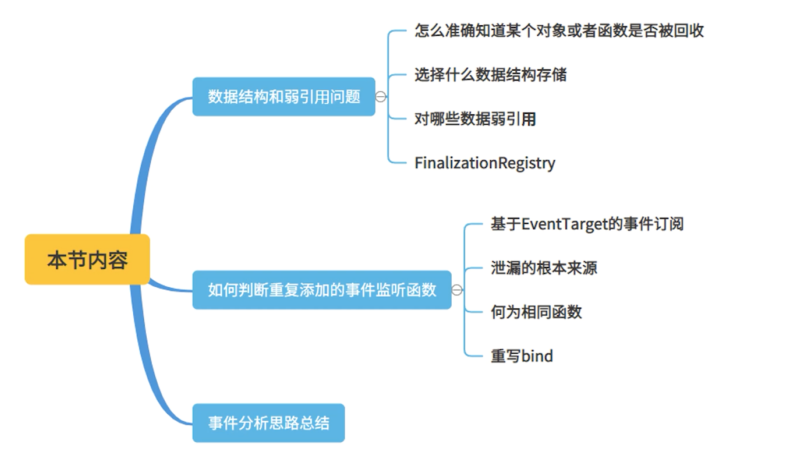 本节内容
数据结构和弱引用问题
怎么准确知道某个对象或者函数是否被回收
选择什么数据结构存储
对哪些数据弱引用
FinalizationRegistry
如何判断重复添加的事件监听函数
基于EventTarget的事件订阅
泄漏的根本来源
何为相同函数
重写bind
事件分析思路总结